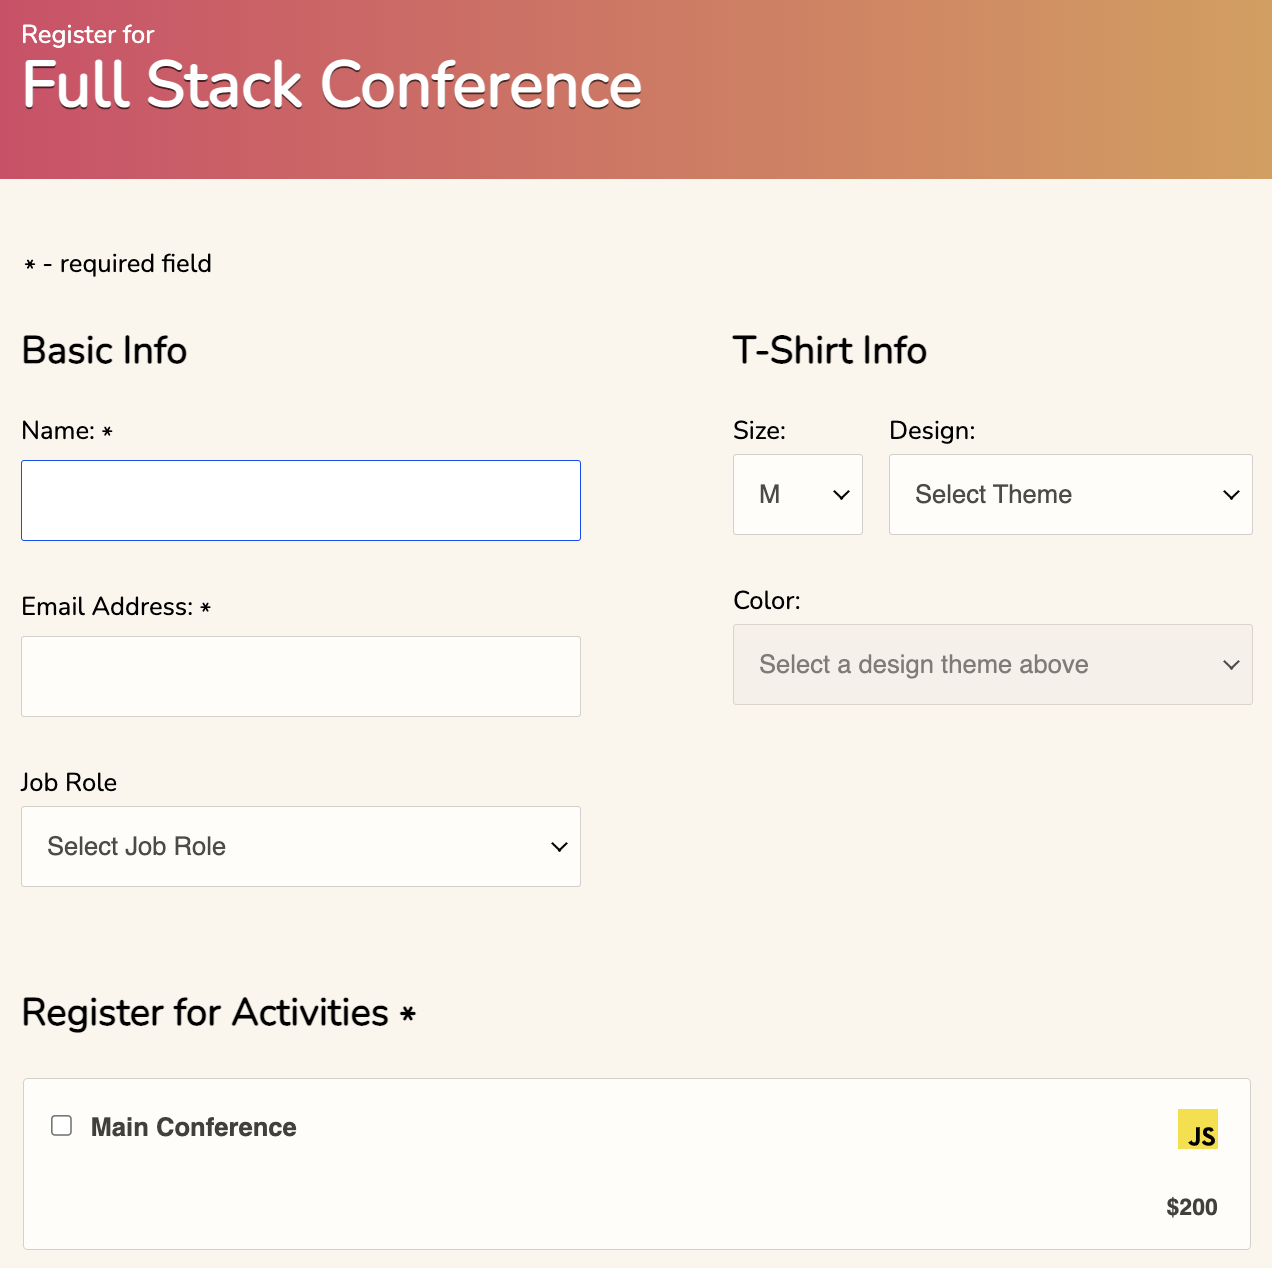 Register for
Full Stack Conference
* - required field
Basic Info
Name: *
Email Address: *
Job Role
Select Job Role
T-Shirt Info
Size:
M
Design:
Select Theme
Color:
Select a design theme above
Register for Activities *
Main Conference
JS
$200